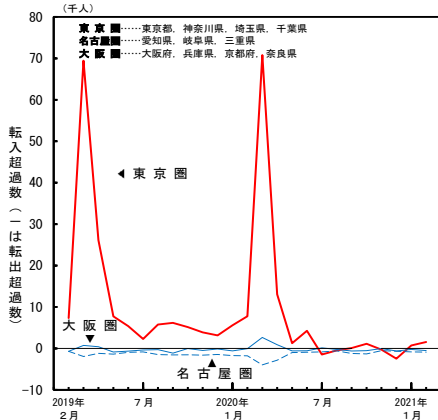 （千人）
80
東京圏……東京都，神奈川県，埼玉県，千葉県
名古屋圏……愛知県，岐阜県，三重県
大阪圏……大阪府，兵庫県，京都府，奈良県
70
60
50
40
30
20
10
0
-10
転入超過数（－は転出超過数）
東京圏
大阪圏
名古屋圏
2019年
2月
7月
2020年
1月
7月
2021年
1月